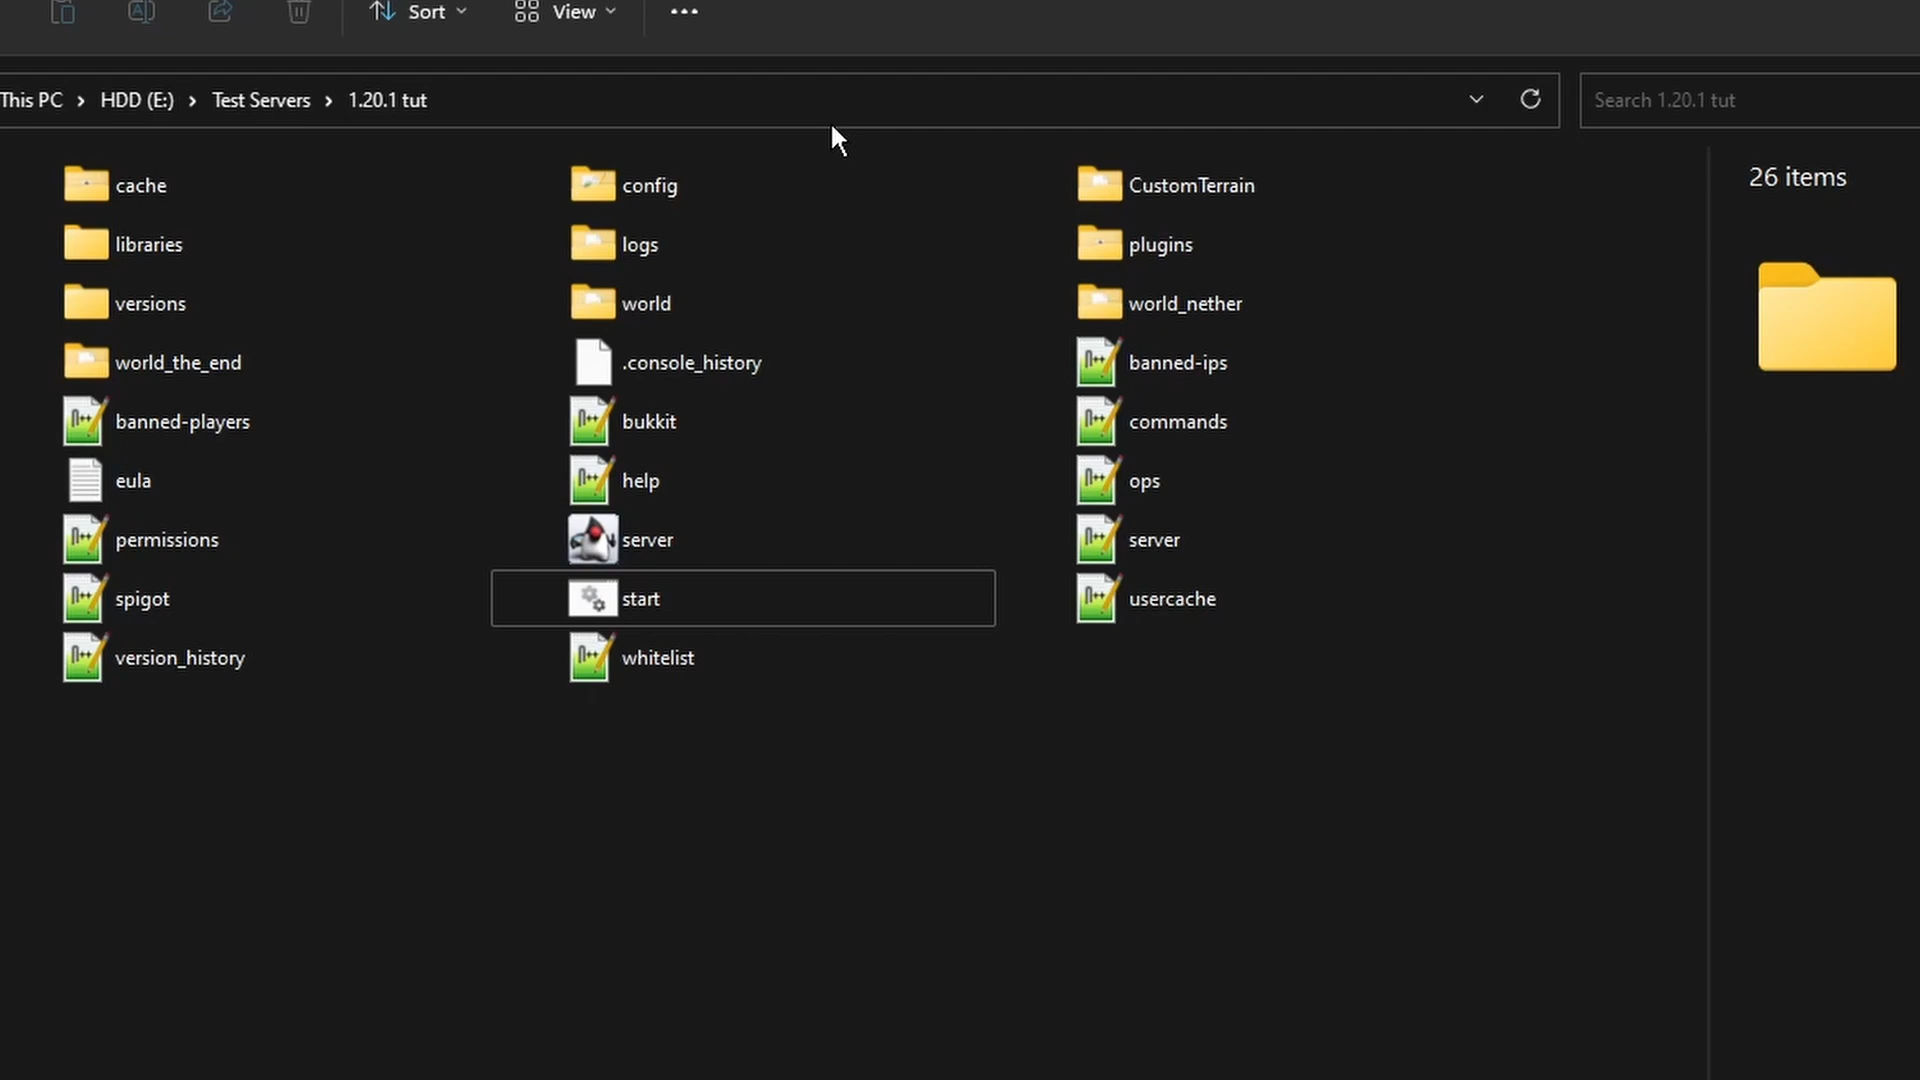 Sort View
This PC > HDD (E:) > Test Servers > 1.20.1 tut
Search 1.20.1 tut
cache config CustomTerrain
libraries logs plugins
versions world world_nether
world_the_end .console_history banned-ips
banned-players bukkit commands
eula help ops
permissions server server
spigot start usercache
version_history whitelist
26 items